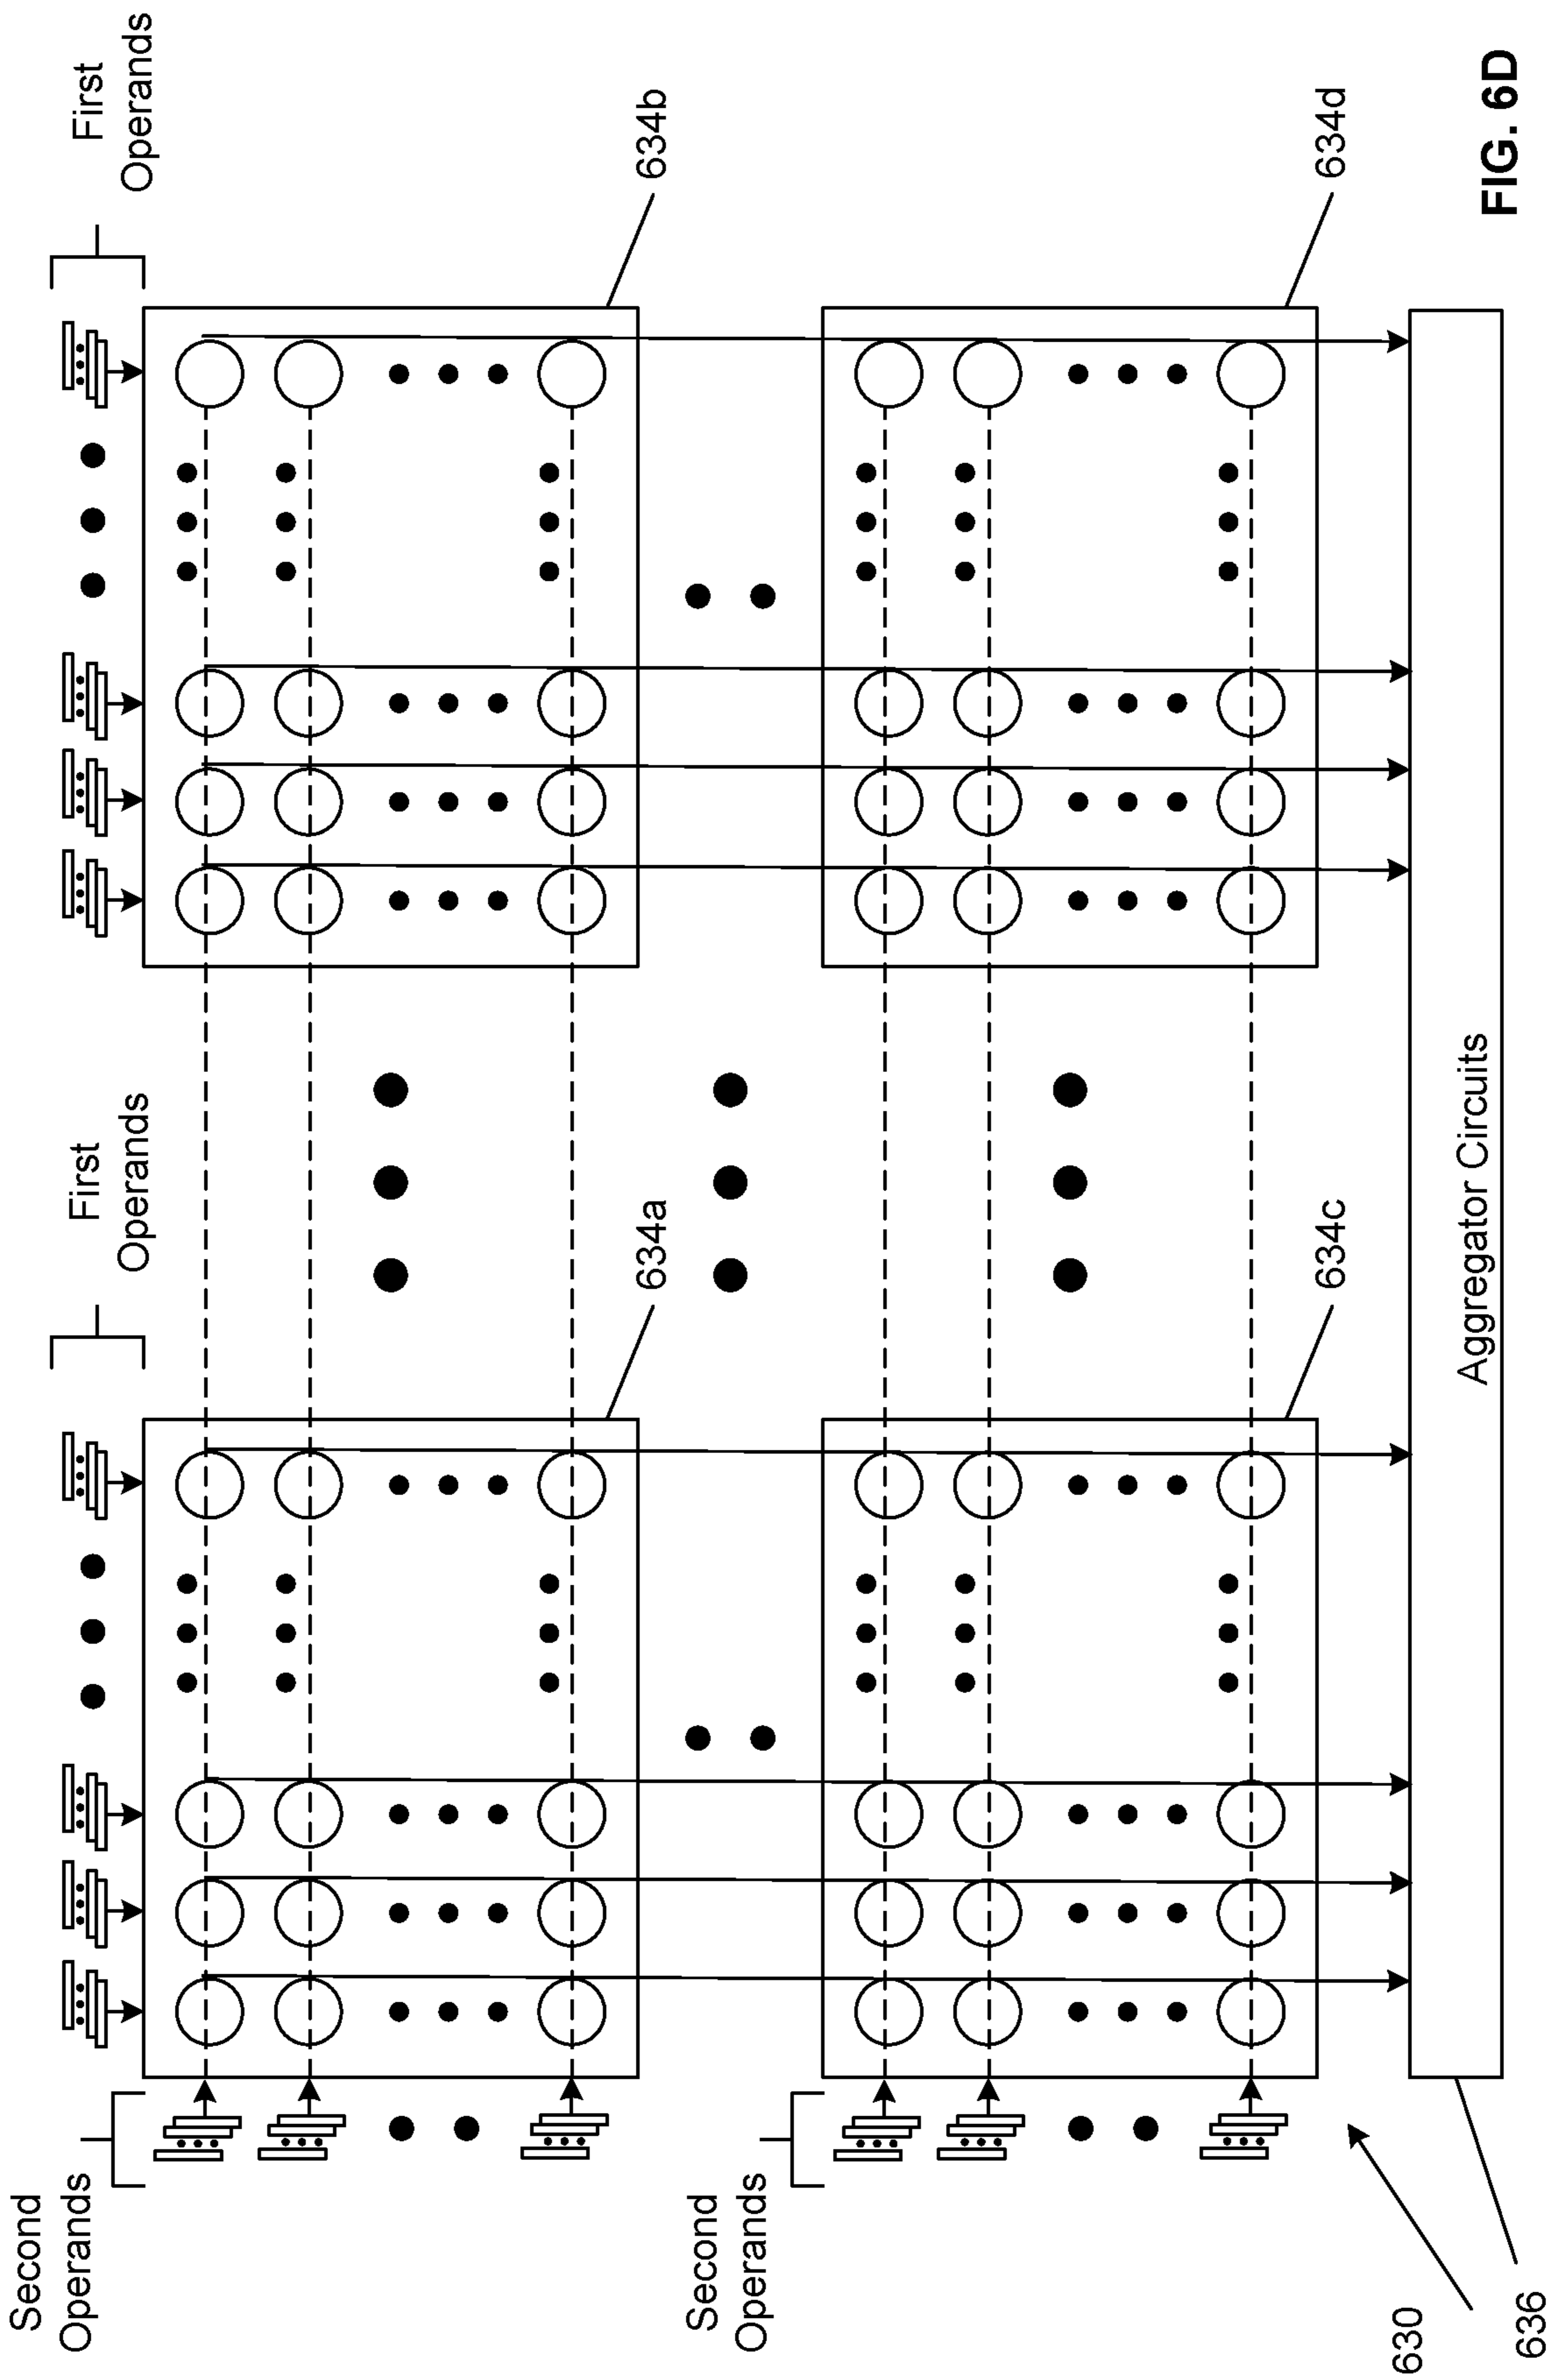 First
Operands
First
Operands
Second
Operands
634a
634b
Second
Operands
634c
634d
630
Aggregator Circuits
636
FIG. 6D